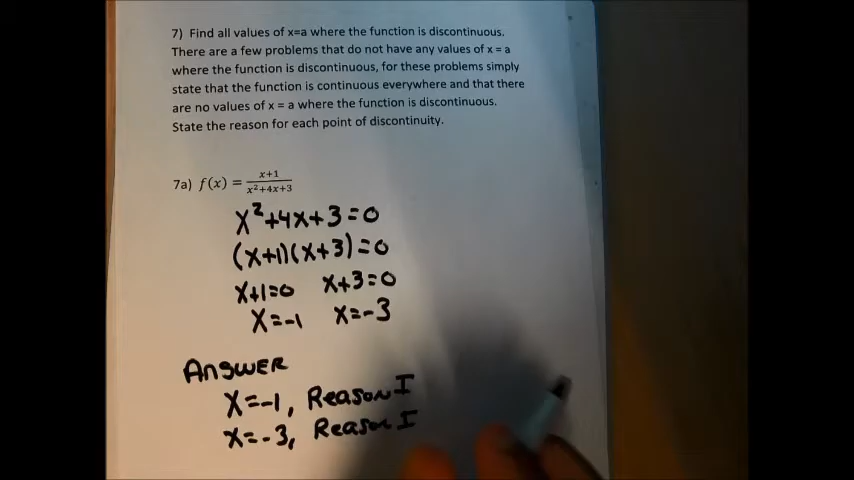 7) Find all values of x=a where the function is discontinuous.
There are a few problems that do not have any values of x = a
where the function is discontinuous, for these problems simply
state that the function is continuous everywhere and that there
are no values of x = a where the function is discontinuous.
State the reason for each point of discontinuity.
7a) f(x) = x+1 / x²+4x+3
x²+4x+3=0
(x+1)(x+3)=0
x+1=0 x+3=0
x=-1 x=-3
ANSWER
x=-1, Reason I
x=-3, Reason I